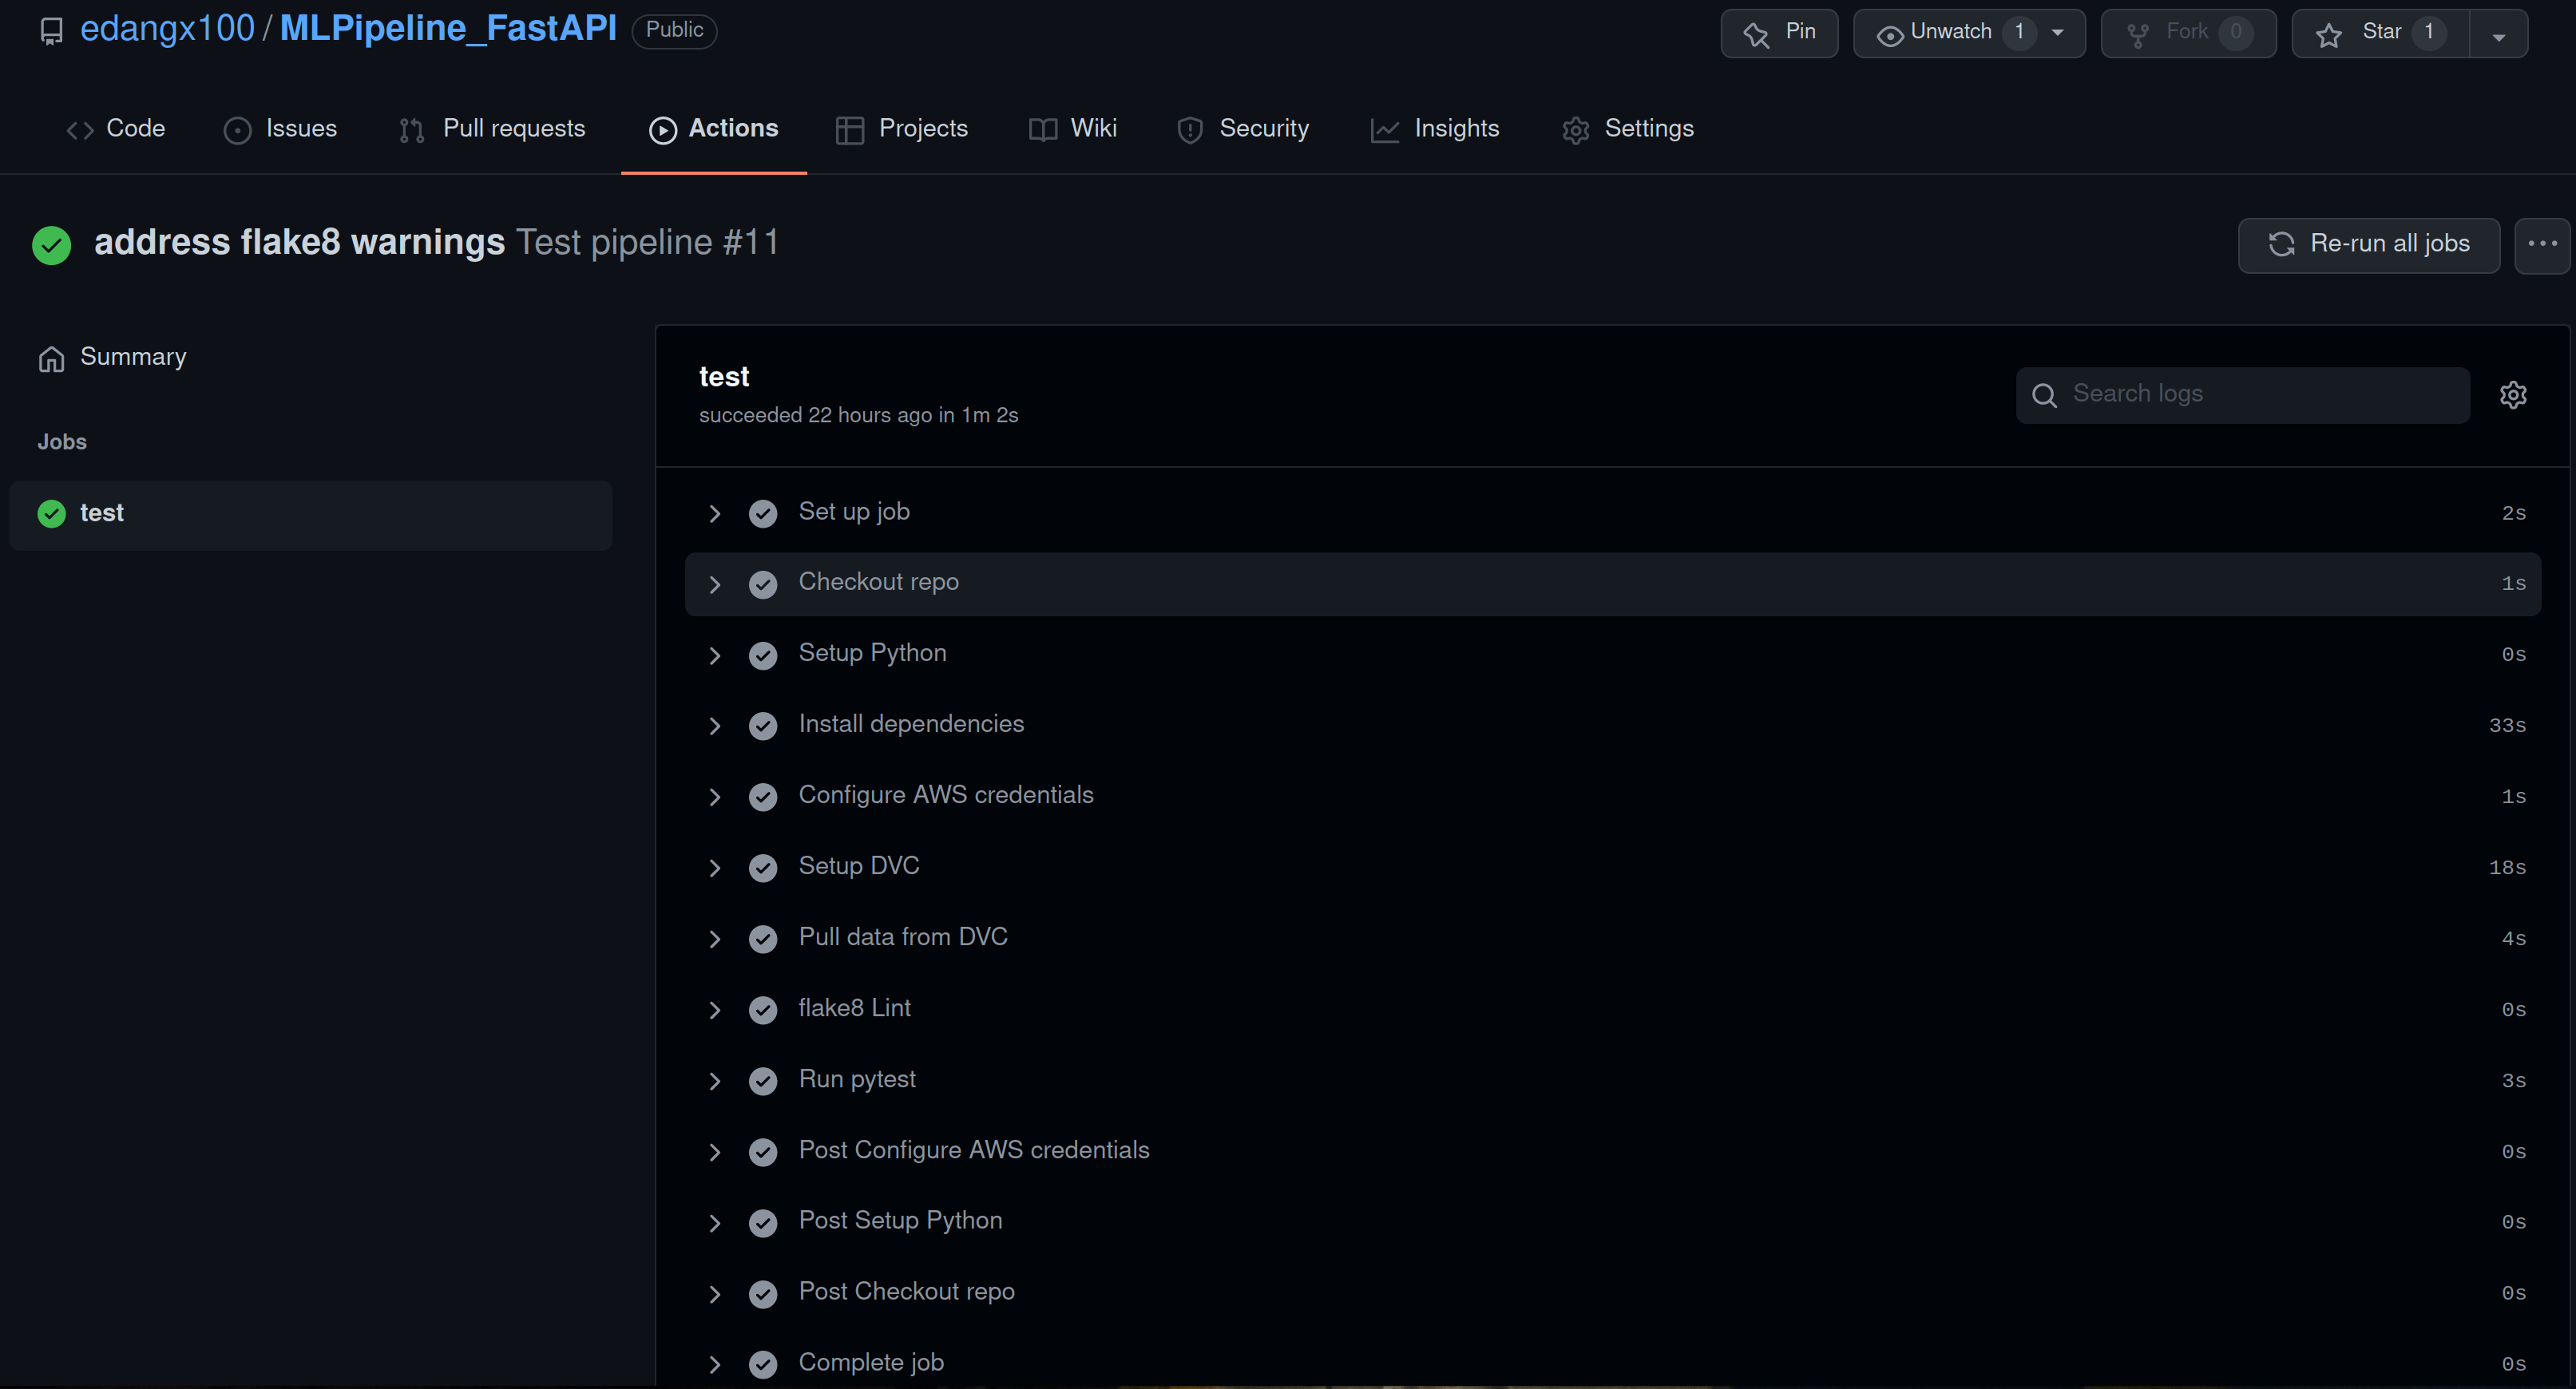 edangx100 / MLPipeline_FastAPI Public Pin Unwatch 1 Fork 0 Star 1
Code Issues Pull requests Actions Projects Wiki Security Insights Settings
address flake8 warnings Test pipeline #11 Re-run all jobs
Summary
Jobs
test
test
succeeded 22 hours ago in 1m 2s
Search logs
Set up job 2s
Checkout repo 1s
Setup Python 0s
Install dependencies 33s
Configure AWS credentials 1s
Setup DVC 18s
Pull data from DVC 4s
flake8 Lint 0s
Run pytest 3s
Post Configure AWS credentials 0s
Post Setup Python 0s
Post Checkout repo 0s
Complete job 0s